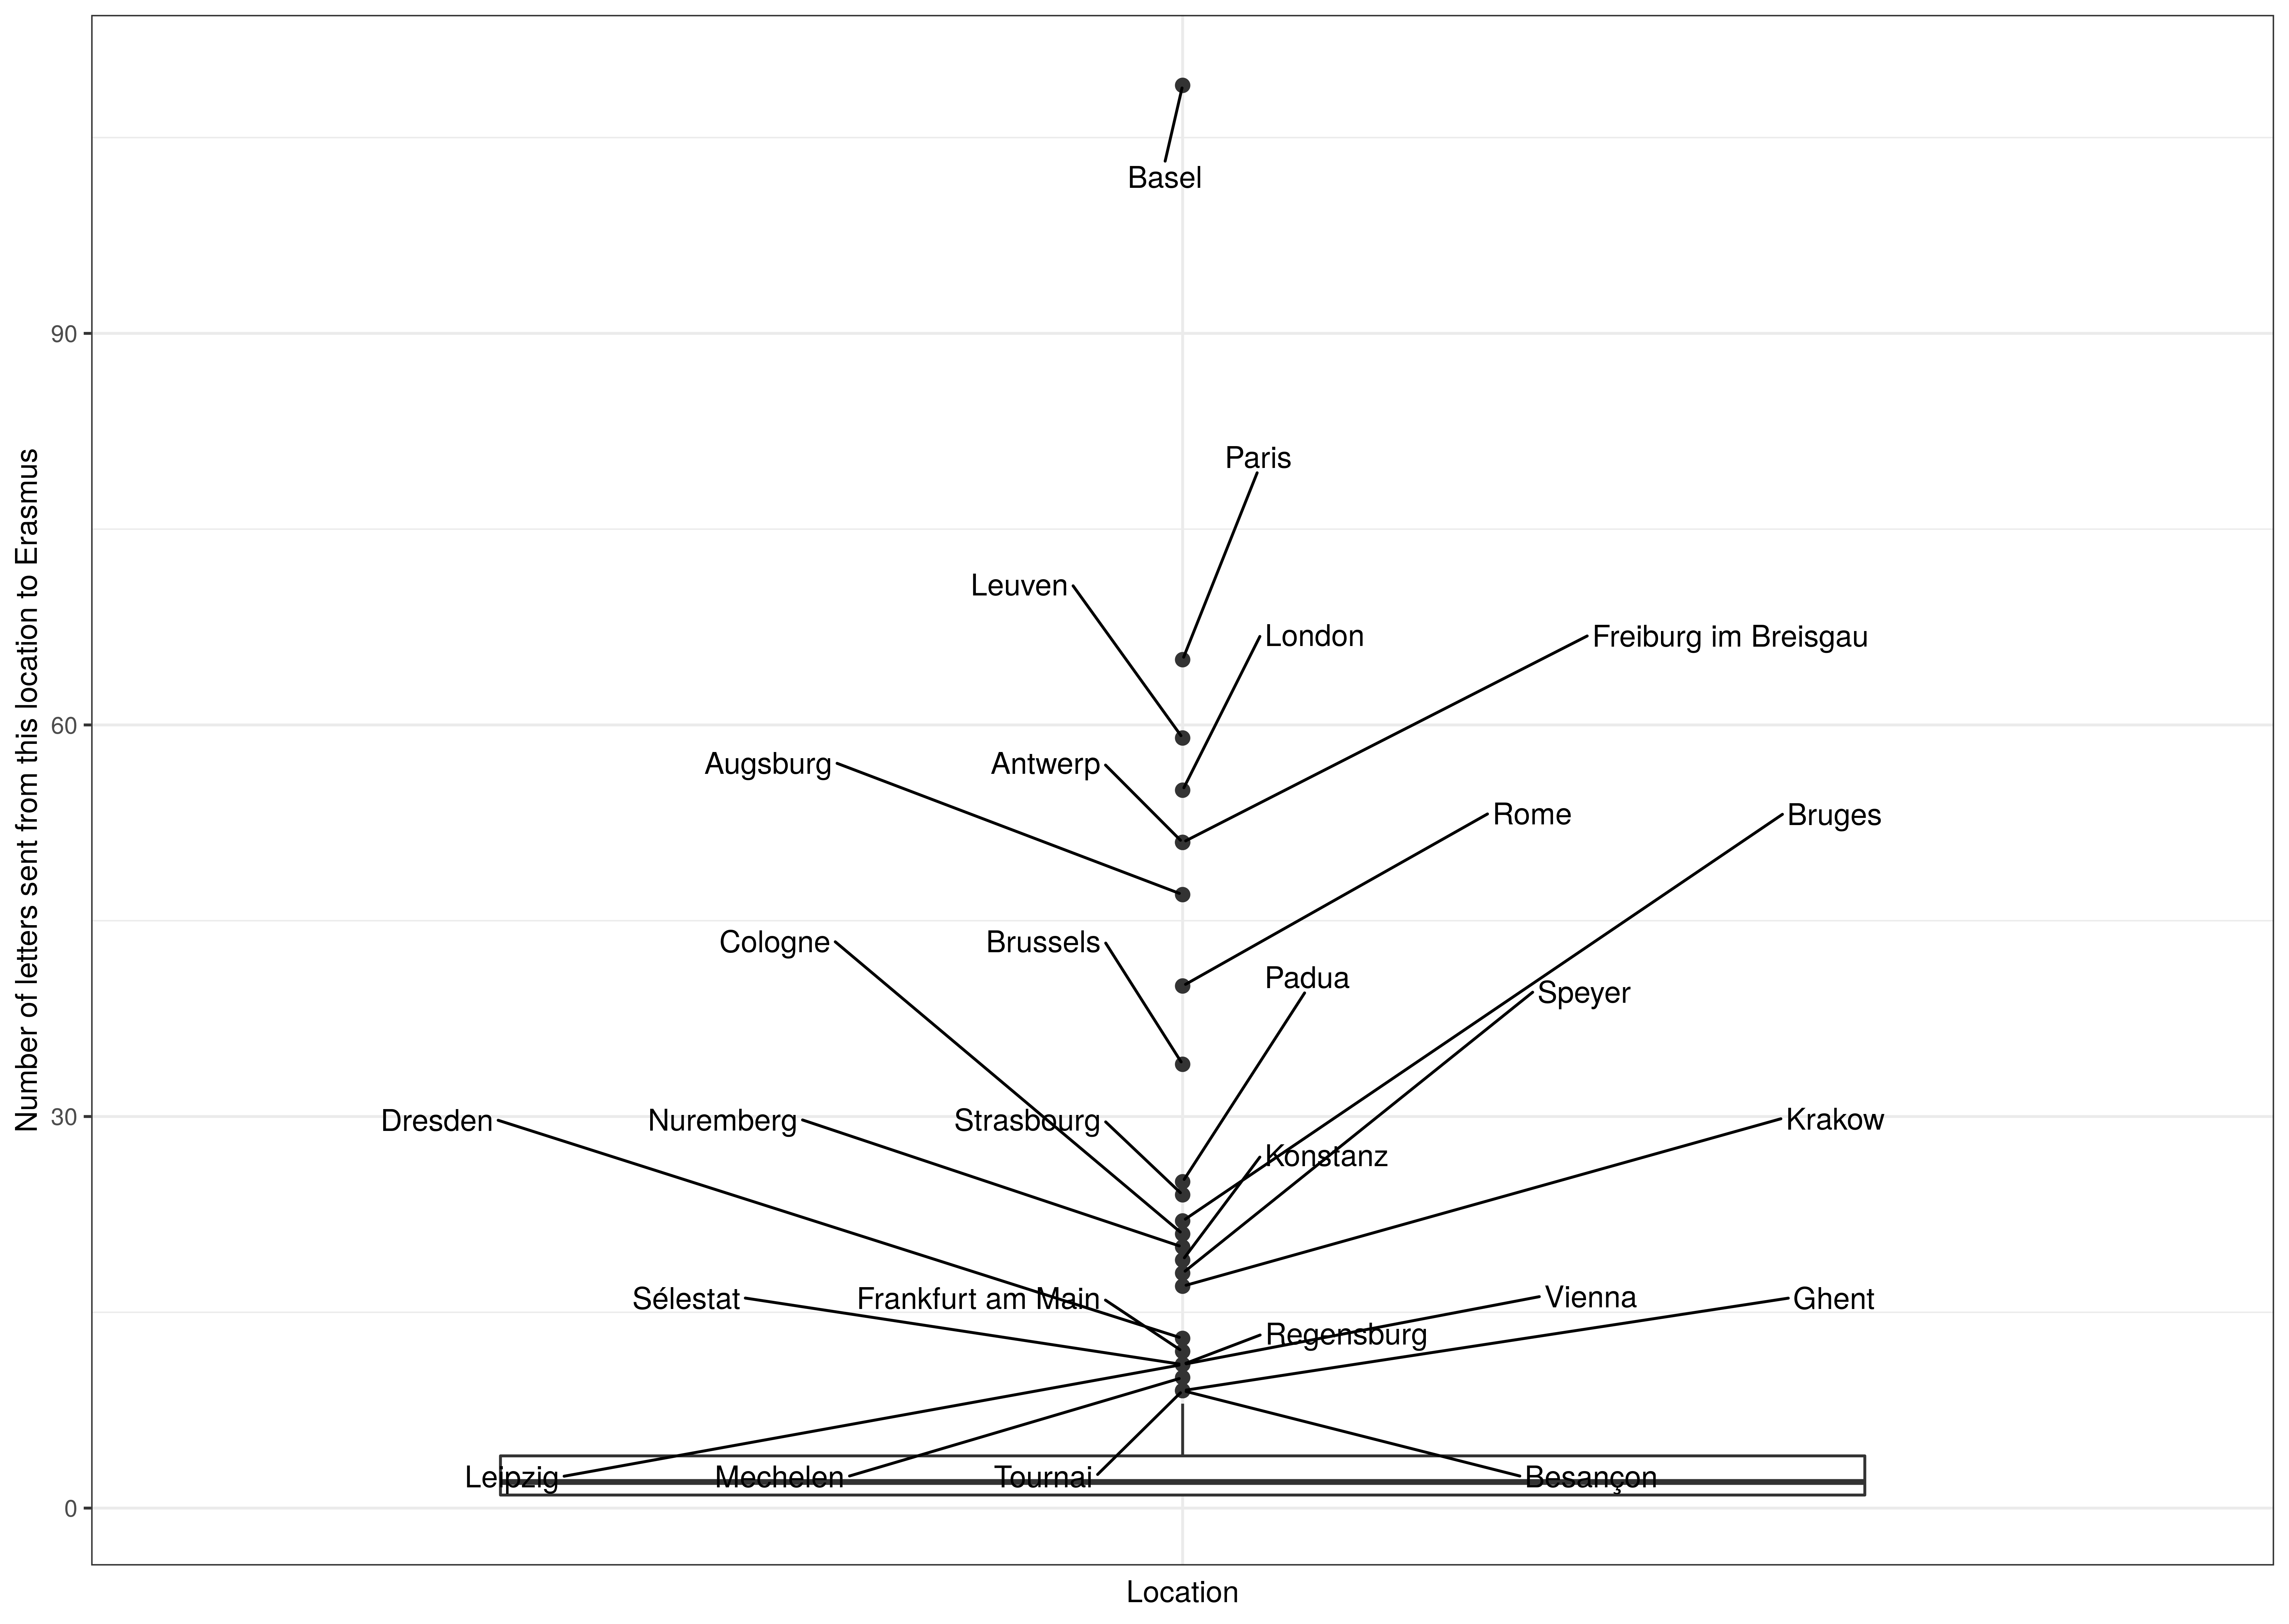 Number of letters sent from this location to Erasmus
90
60
30
0
Basel
Paris
Leuven
London
Freiburg im Breisgau
Augsburg
Antwerp
Rome
Bruges
Cologne
Brussels
Padua
Speyer
Dresden
Nuremberg
Strasbourg
Krakow
Konstanz
Sélestat
Frankfurt am Main
Vienna
Ghent
Regensburg
Leipzig
Mechelen
Tournai
Besançon
Location